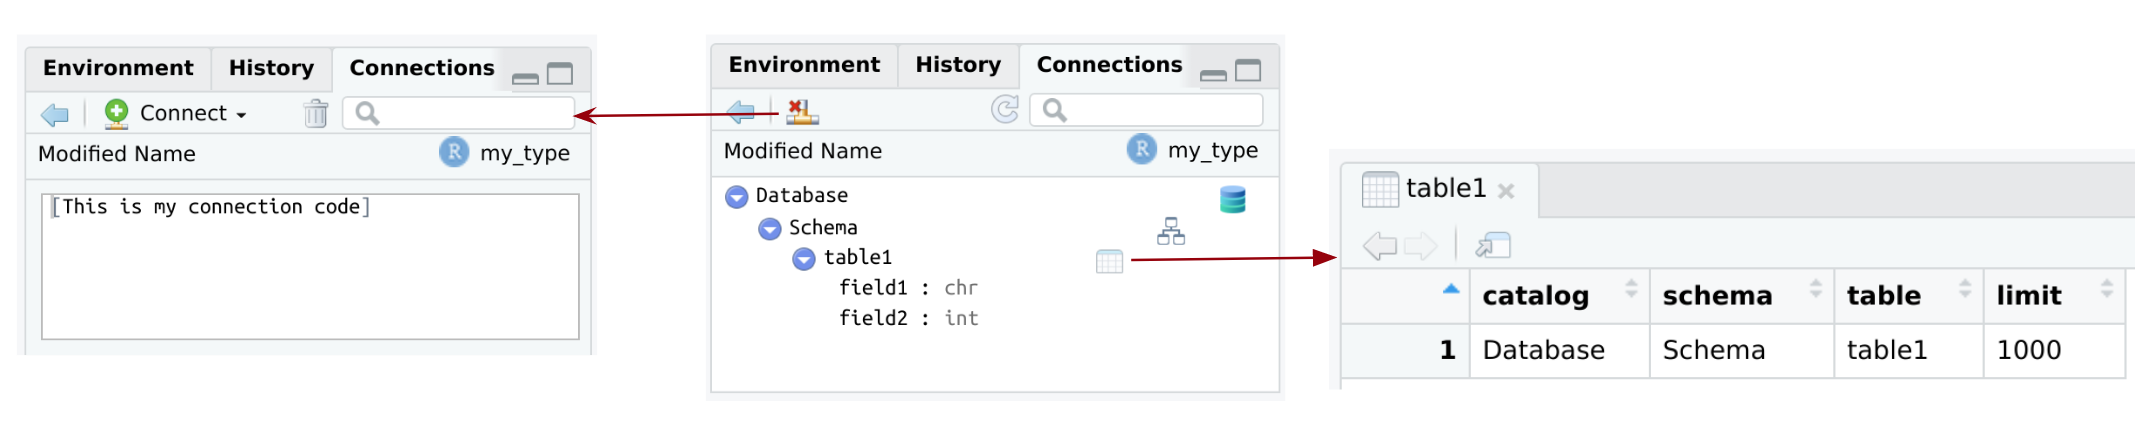 Environment History Connections
Connect
Modified Name R my_type
[This is my connection code]
Environment History Connections
Modified Name R my_type
Database
Schema
table1
field1 : chr
field2 : int
table1
catalog schema table limit
1 Database Schema table1 1000